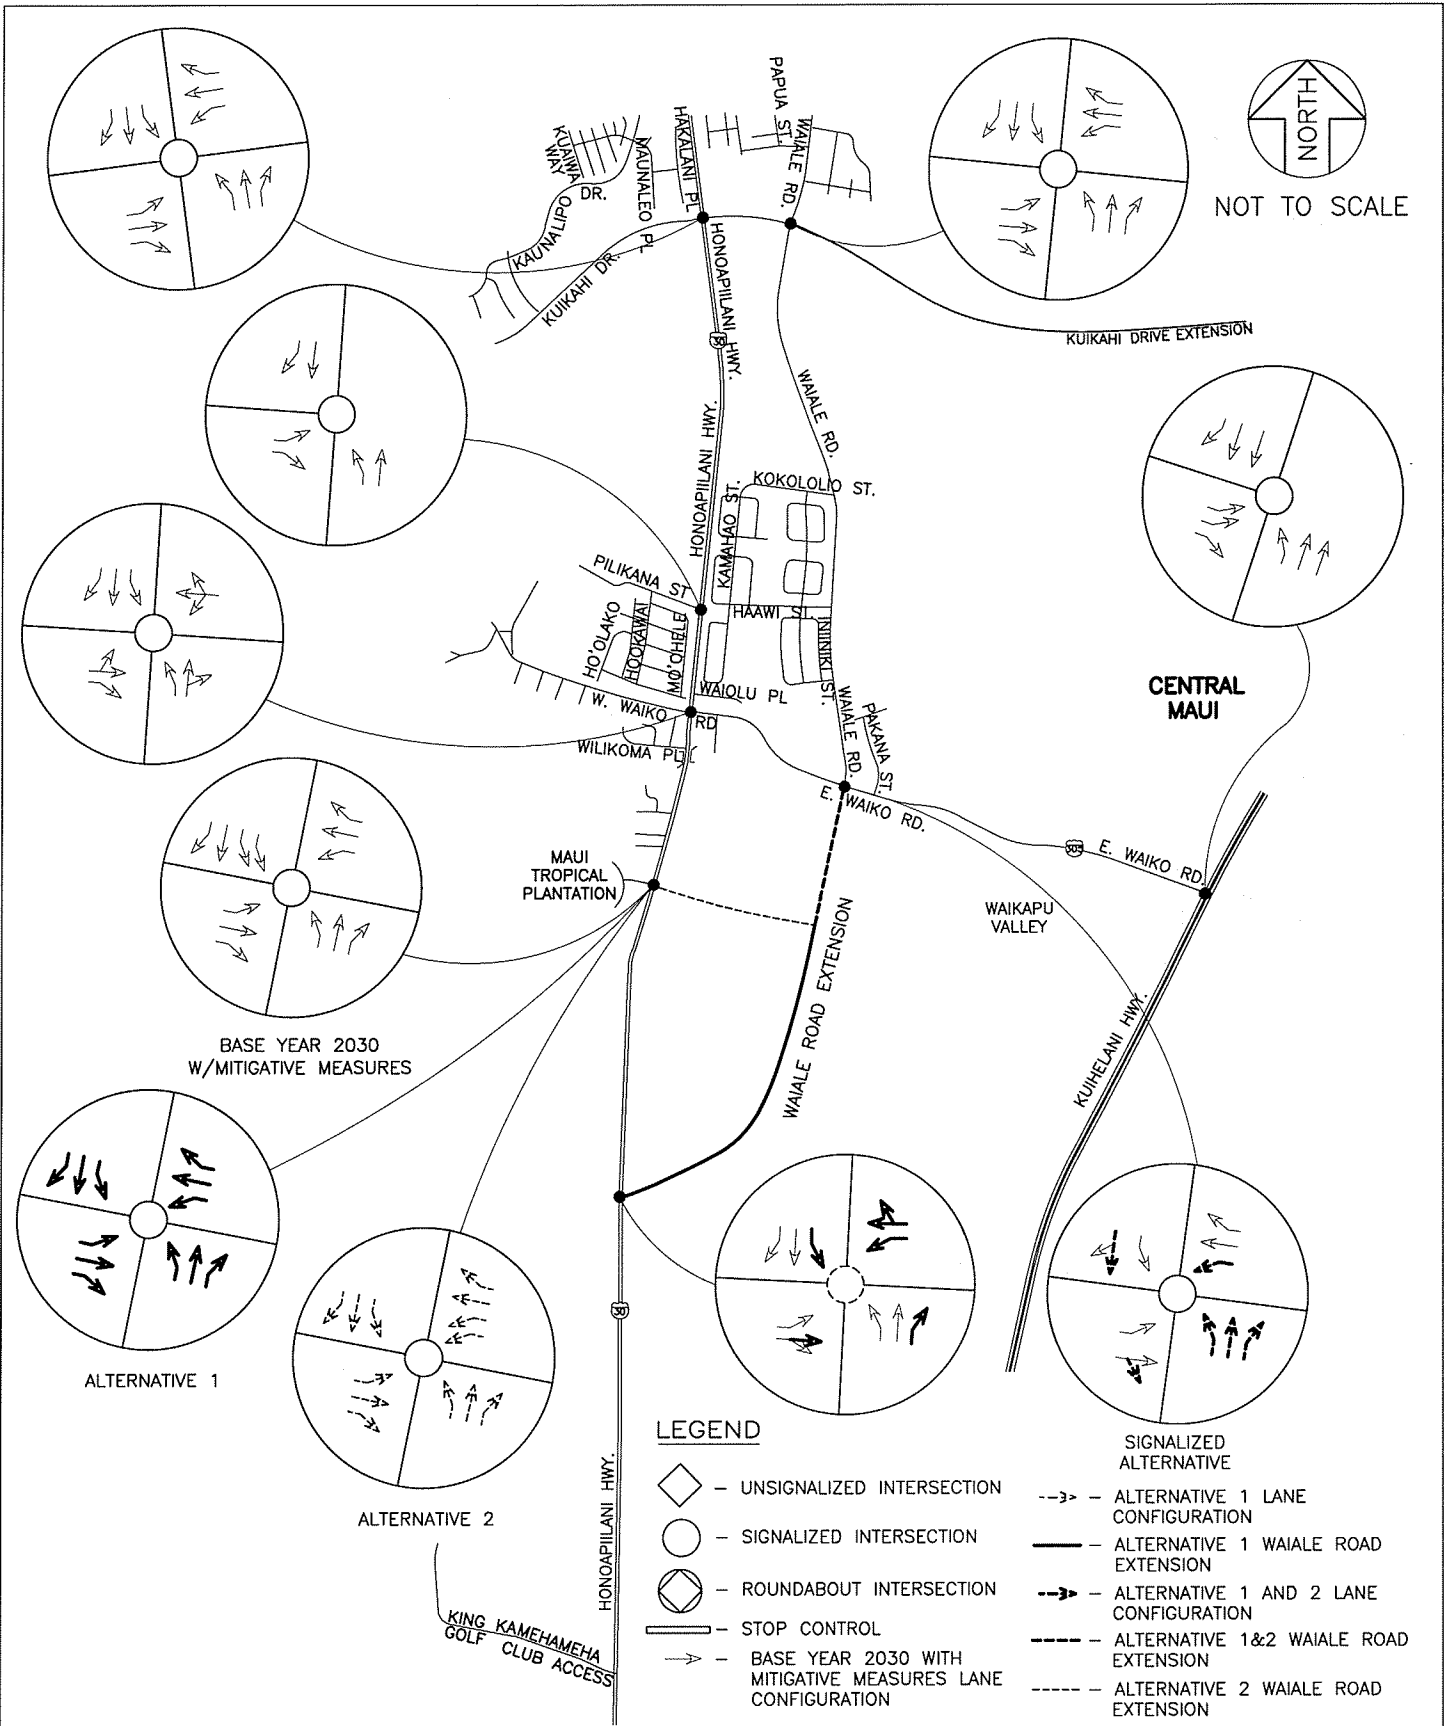 NORTH
NOT TO SCALE
PAPUA ST.
WAIALE RD.
HAKALANI PL
MAUNALEO PL
KUAIWA
WAY
KAUNALIPO DR.
KUIKAHI DR.
HONOAPIILANI HWY.
30
KUIKAHI DRIVE EXTENSION
WAIALE RD.
HONOAPIILANI HWY.
KOKOLOLIO ST.
KAMAHAO ST.
PILIKANA ST
HAAWI ST.
HO'OLAKO
HOOKAWAI
MO'OHELE
INIINIKI ST.
WAIOLU PL
W. WAIKO RD
WILIKOMA PL
WAIALE RD.
PAKANA ST.
E. WAIKO RD.
CENTRAL
MAUI
305
E. WAIKO RD.
MAUI
TROPICAL
PLANTATION
WAIKAPU
VALLEY
WAIALE ROAD EXTENSION
KUIHELANI HWY.
BASE YEAR 2030
W/MITIGATIVE MEASURES
30
ALTERNATIVE 1
ALTERNATIVE 2
SIGNALIZED
ALTERNATIVE
HONOAPIILANI HWY.
KING KAMEHAMEHA
GOLF CLUB ACCESS
LEGEND
– UNSIGNALIZED INTERSECTION
– SIGNALIZED INTERSECTION
– ROUNDABOUT INTERSECTION
– STOP CONTROL
– BASE YEAR 2030 WITH
MITIGATIVE MEASURES LANE
CONFIGURATION
– ALTERNATIVE 1 LANE
CONFIGURATION
– ALTERNATIVE 1 WAIALE ROAD
EXTENSION
– ALTERNATIVE 1 AND 2 LANE
CONFIGURATION
– ALTERNATIVE 1&2 WAIALE ROAD
EXTENSION
– ALTERNATIVE 2 WAIALE ROAD
EXTENSION